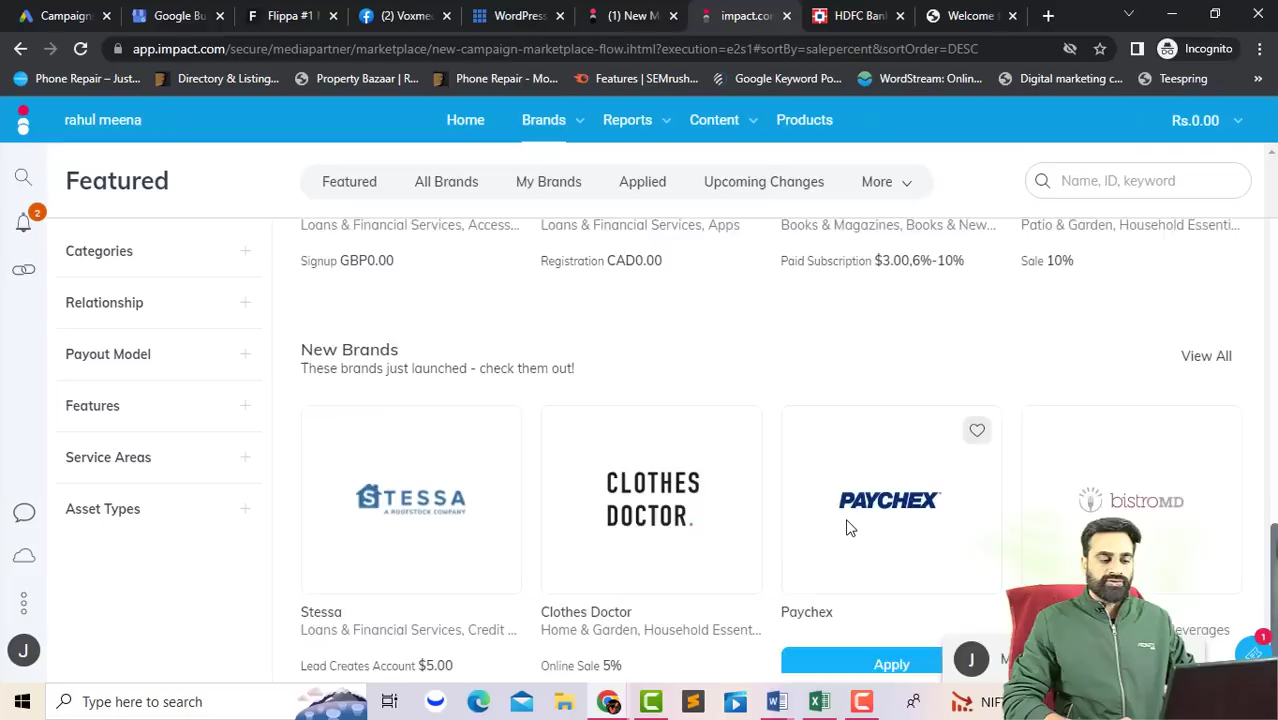 Campaigns
Google Bu
Flippa #1 M
(2) Voxmed
WordPress
(1) New M
impact.com
HDFC Ban
Welcome
app.impact.com/secure/mediapartner/marketplace/new-campaign-marketplace-flow.ihtml?execution=e2s1#sortBy=salepercent&sortOrder=DESC
Incognito
Phone Repair – Just...
Directory & Listing...
Property Bazaar | R...
Phone Repair - Mo...
Features | SEMrush...
Google Keyword Po...
WordStream: Onlin...
Digital marketing c...
Teespring
»
rahul meena
Home
Brands
Reports
Content
Products
Rs.0.00
Featured
Featured
All Brands
My Brands
Applied
Upcoming Changes
More
Name, ID, keyword
2
Categories
Relationship
Payout Model
Features
Service Areas
Asset Types
Loans & Financial Services, Access...
Loans & Financial Services, Apps
Books & Magazines, Books & New...
Patio & Garden, Household Essenti...
Signup GBP0.00
Registration CAD0.00
Paid Subscription $3.00,6%-10%
Sale 10%
New Brands
These brands just launched - check them out!
View All
STESSA
A ROOFSTOCK COMPANY
CLOTHES
DOCTOR.
PAYCHEX
bistroMD
Stessa
Loans & Financial Services, Credit ...
Lead Creates Account $5.00
Clothes Doctor
Home & Garden, Household Essent...
Online Sale 5%
Paychex
Apply
everages
J
J
M
1
Type here to search
NIF